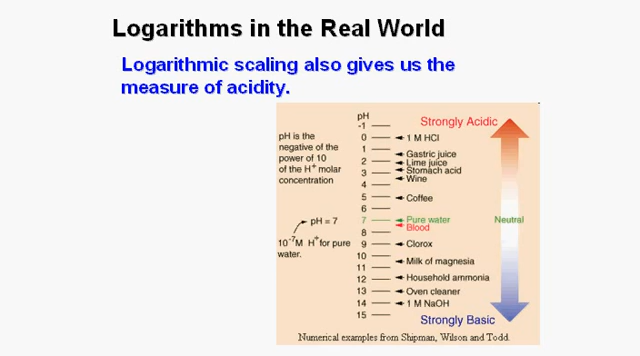 Logarithms in the Real World
Logarithmic scaling also gives us the
measure of acidity.
pH is the
negative of the
power of 10
of the H+ molar
concentration
pH = 7
10-7M H+ for pure
water.
pH
-1
0
1
2
3
4
5
6
7
8
9
10
11
12
13
14
15
Strongly Acidic
1 M HCl
Gastric juice
Lime juice
Stomach acid
Wine
Coffee
Pure water
Blood
Clorox
Milk of magnesia
Household ammonia
Oven cleaner
1 M NaOH
Neutral
Strongly Basic
Numerical examples from Shipman, Wilson and Todd.